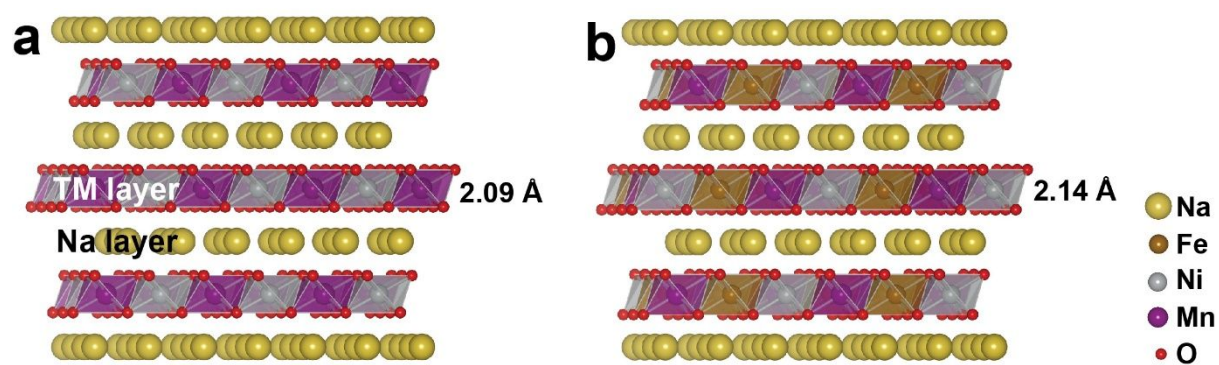 a
b
TM layer
2.09 Å
2.14 Å
Na layer
Na
Fe
Ni
Mn
O